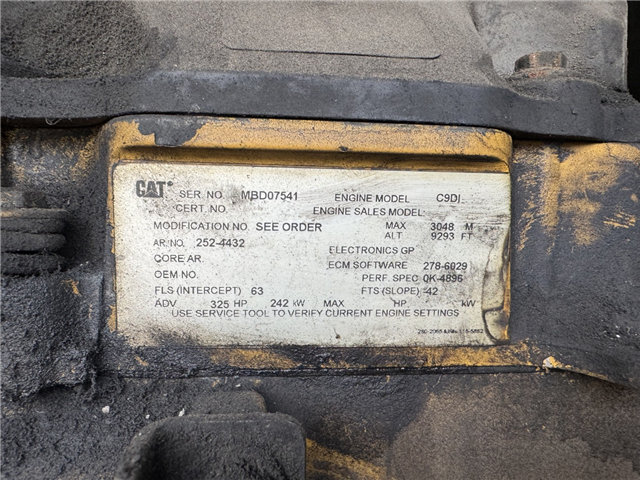 CAT SER. NO. MBD07541 ENGINE MODEL C9DI
CERT. NO. ENGINE SALES MODEL
MODIFICATION NO. SEE ORDER MAX ALT 3048 M 9293 FT
AR. NO. 252-4432 ELECTRONICS GP
CORE AR. ECM SOFTWARE 278-6029
OEM NO. PERF. SPEC 0K-4896
FLS (INTERCEPT) 63 FTS (SLOPE) -42
ADV 325 HP 242 kW MAX HP kW
USE SERVICE TOOL TO VERIFY CURRENT ENGINE SETTINGS